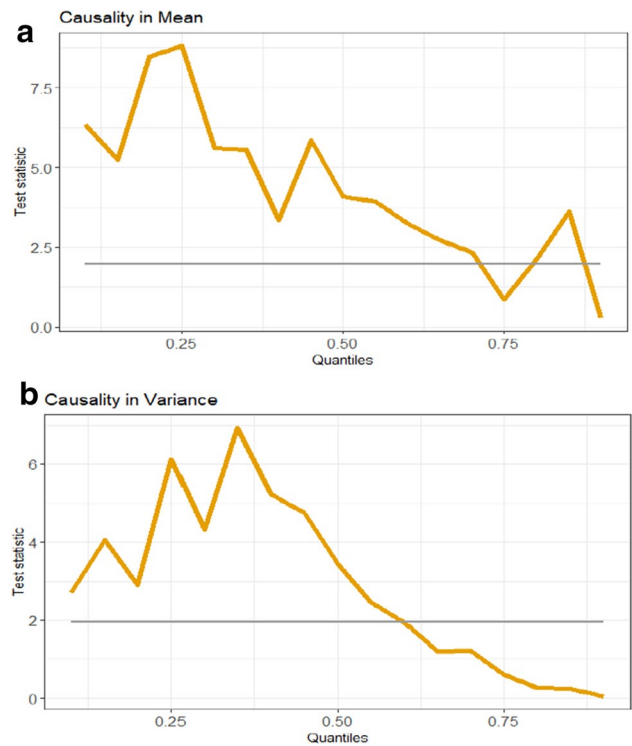 a
Causality in Mean
7.5
5.0
2.5
0.0
Test statistic
0.25 0.50 0.75
Quantiles
b
Causality in Variance
6
4
2
0
Test statistic
0.25 0.50 0.75
Quantiles